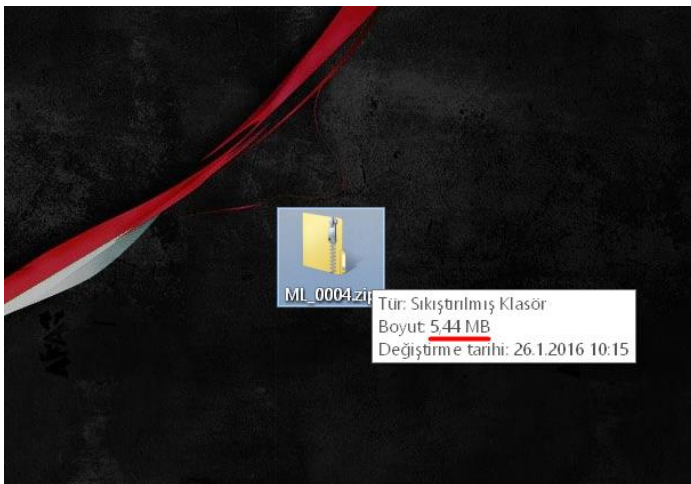 ML_0004.zip
Tür: Sıkıştırılmış Klasör
Boyut: 5,44 MB
Değiştirme tarihi: 26.1.2016 10:15